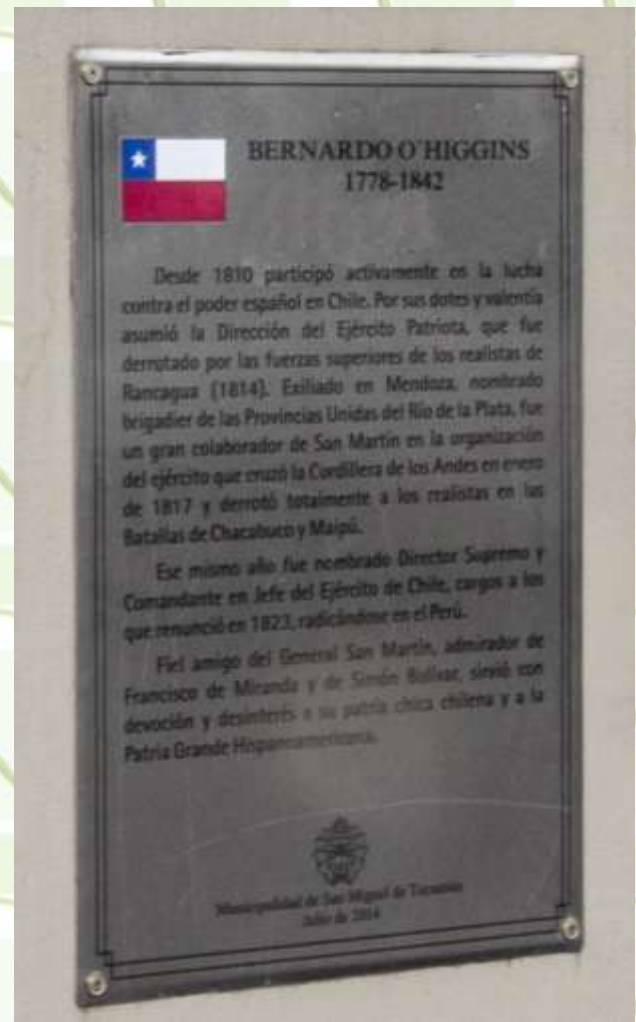 BERNARDO O'HIGGINS
1778-1842
Desde 1810 participó activamente en la lucha
contra el poder español en Chile. Por sus dotes y valentía
asumió la Dirección del Ejército Patriota, que fue
derrotado por las fuerzas superiores de los realistas de
Rancagua (1814). Exiliado en Mendoza, nombrado
brigadier de las Provincias Unidas del Río de la Plata, fue
un gran colaborador de San Martín en la organización
del ejército que cruzó la Cordillera de los Andes en enero
de 1817 y derrotó totalmente a los realistas en las
Batallas de Chacabuco y Maipú.
Ese mismo año fue nombrado Director Supremo y
Comandante en Jefe del Ejército de Chile, cargos a los
que renunció en 1823, radicándose en el Perú.
Fiel amigo del General San Martín, admirador de
Francisco de Miranda y de Simón Bolívar, sirvió con
devoción y desinterés a su patria chica chilena y a la
Patria Grande Hispanoamericana.
Municipalidad de San Miguel de Tucumán
Julio de 2014